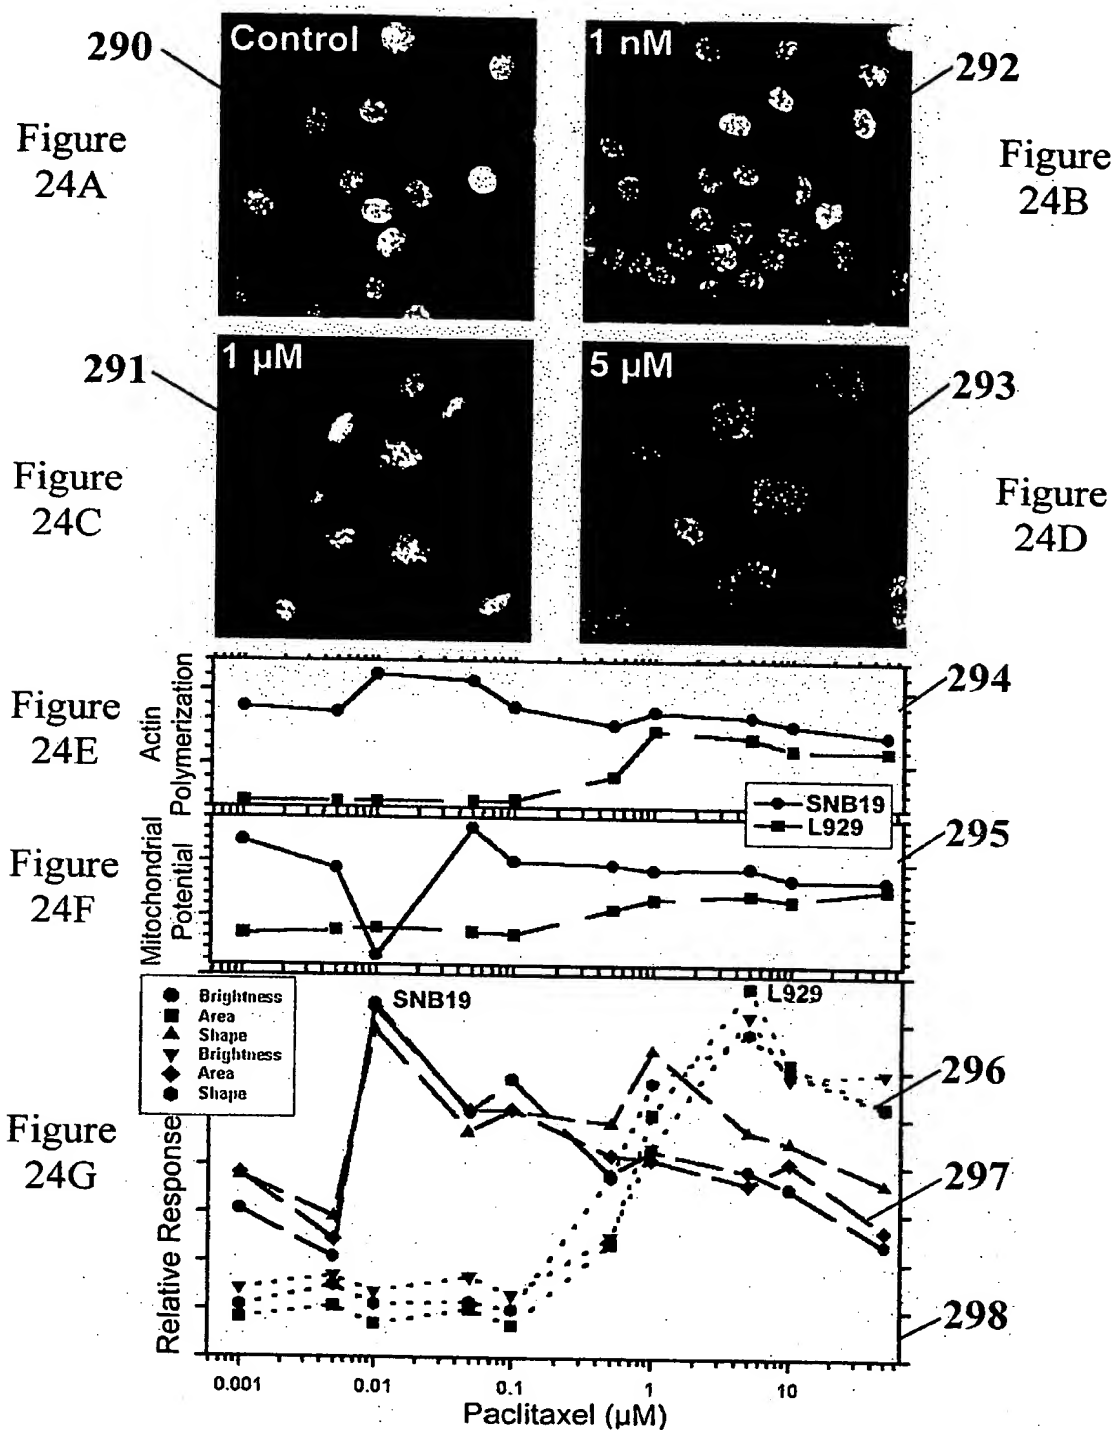 290
Control
1 nM
292
Figure
24A
Figure
24B
291
1 µM
5 µM
293
Figure
24C
Figure
24D
Figure
24E
Actin
Polymerization
294
SNB19
L929
Figure
24F
Mitochondrial
Potential
295
Brightness
Area
Shape
Brightness
Area
Shape
SNB19
L929
296
Figure
24G
Relative Response
297
298
0.001
0.01
0.1
1
10
Paclitaxel (µM)